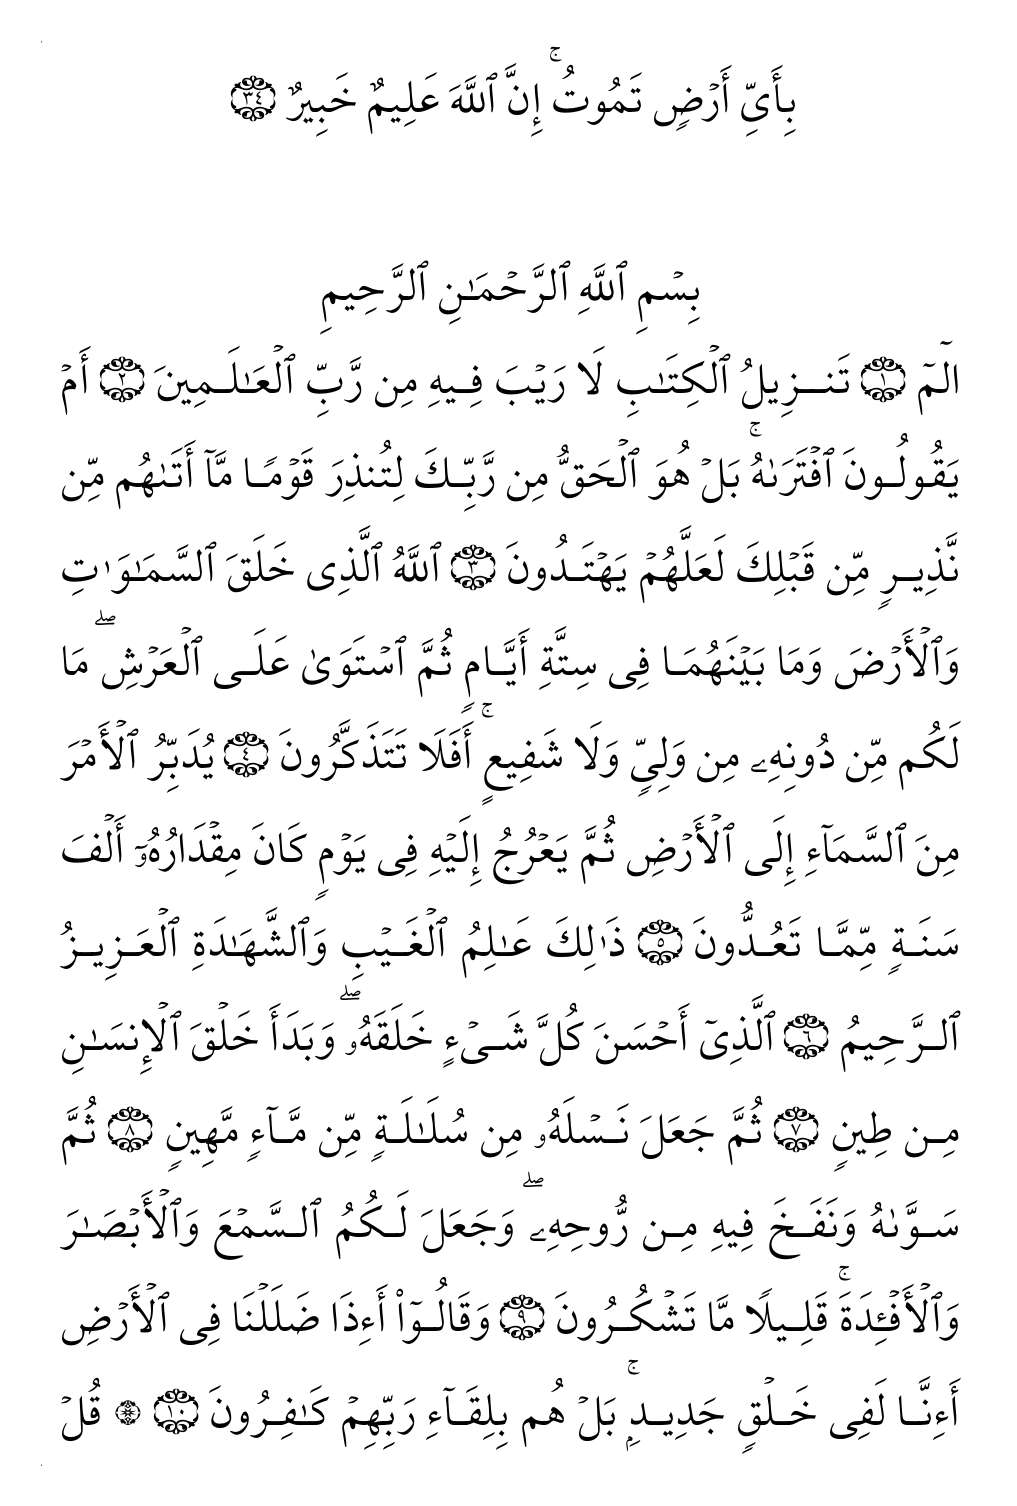 بِأَيِّ أَرۡضٖ تَمُوتُۚ إِنَّ ٱللَّهَ عَلِيمٌ خَبِيرُۢ ٣٤
بِسۡمِ ٱللَّهِ ٱلرَّحۡمَٰنِ ٱلرَّحِيمِ
الٓمٓ ١ تَنزِيلُ ٱلۡكِتَٰبِ لَا رَيۡبَ فِيهِ مِن رَّبِّ ٱلۡعَٰلَمِينَ ٢ أَمۡ
يَقُولُونَ ٱفۡتَرَىٰهُۚ بَلۡ هُوَ ٱلۡحَقُّ مِن رَّبِّكَ لِتُنذِرَ قَوۡمٗا مَّآ أَتَىٰهُم مِّن
نَّذِيرٖ مِّن قَبۡلِكَ لَعَلَّهُمۡ يَهۡتَدُونَ ٣ ٱللَّهُ ٱلَّذِي خَلَقَ ٱلسَّمَٰوَٰتِ
وَٱلۡأَرۡضَ وَمَا بَيۡنَهُمَا فِي سِتَّةِ أَيَّامٖ ثُمَّ ٱسۡتَوَىٰ عَلَى ٱلۡعَرۡشِۖ مَا
لَكُم مِّن دُونِهِۦ مِن وَلِيّٖ وَلَا شَفِيعٍۚ أَفَلَا تَتَذَكَّرُونَ ٤ يُدَبِّرُ ٱلۡأَمۡرَ
مِنَ ٱلسَّمَآءِ إِلَى ٱلۡأَرۡضِ ثُمَّ يَعۡرُجُ إِلَيۡهِ فِي يَوۡمٖ كَانَ مِقۡدَارُهُۥٓ أَلۡفَ
سَنَةٖ مِّمَّا تَعُدُّونَ ٥ ذَٰلِكَ عَٰلِمُ ٱلۡغَيۡبِ وَٱلشَّهَٰدَةِ ٱلۡعَزِيزُ
ٱلرَّحِيمُ ٦ ٱلَّذِيٓ أَحۡسَنَ كُلَّ شَيۡءٍ خَلَقَهُۥۖ وَبَدَأَ خَلۡقَ ٱلۡإِنسَٰنِ
مِن طِينٖ ٧ ثُمَّ جَعَلَ نَسۡلَهُۥ مِن سُلَٰلَةٖ مِّن مَّآءٖ مَّهِينٖ ٨ ثُمَّ
سَوَّىٰهُ وَنَفَخَ فِيهِ مِن رُّوحِهِۦۖ وَجَعَلَ لَكُمُ ٱلسَّمۡعَ وَٱلۡأَبۡصَٰرَ
وَٱلۡأَفۡـِٔدَةَۚ قَلِيلٗا مَّا تَشۡكُرُونَ ٩ وَقَالُوٓاْ أَءِذَا ضَلَلۡنَا فِي ٱلۡأَرۡضِ
أَءِنَّا لَفِي خَلۡقٖ جَدِيدِۭۚ بَلۡ هُم بِلِقَآءِ رَبِّهِمۡ كَٰفِرُونَ ١٠ ۞ قُلۡ